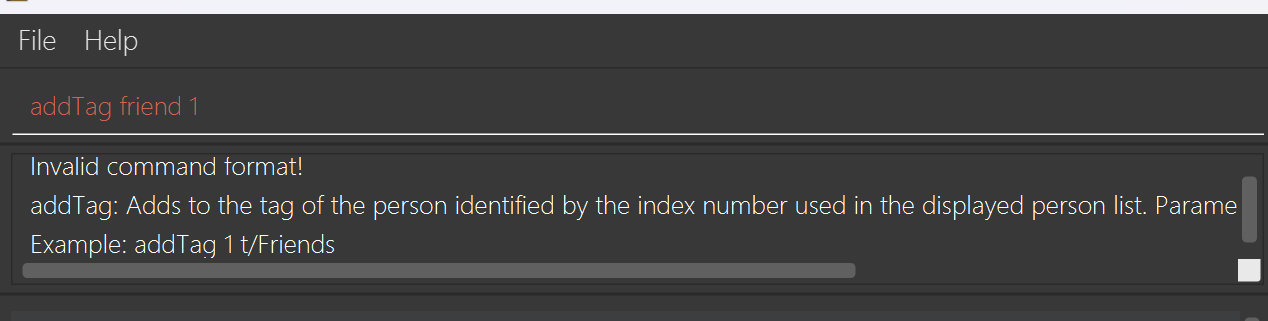 File Help
addTag friend 1
Invalid command format!
addTag: Adds to the tag of the person identified by the index number used in the displayed person list. Parame
Example: addTag 1 t/Friends